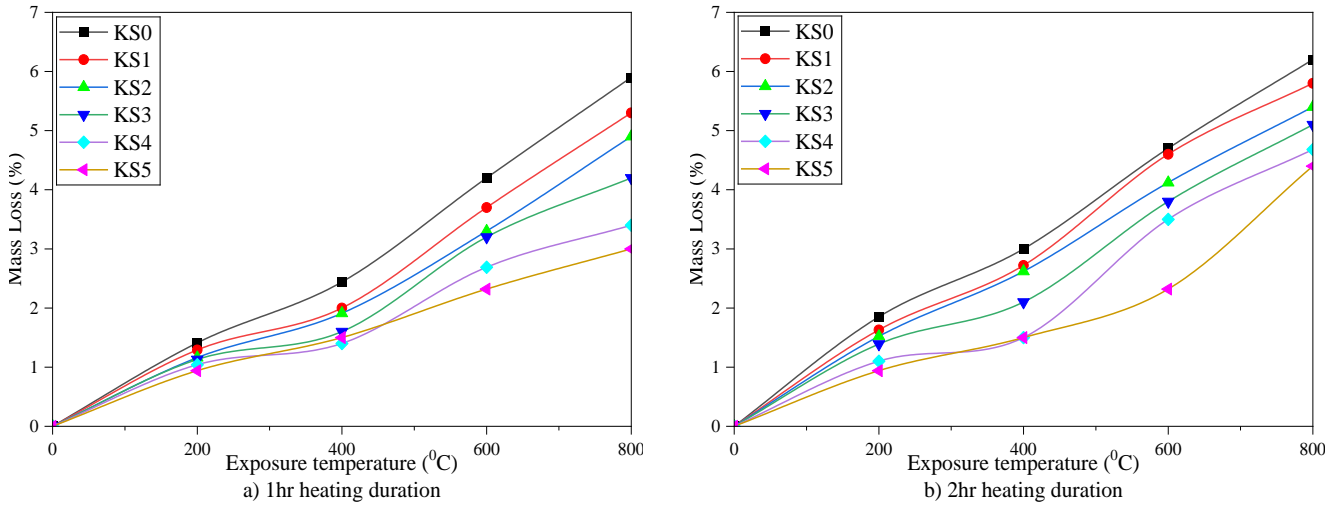 7
6
5
4
3
2
1
0
Mass Loss (%)
KS0
KS1
KS2
KS3
KS4
KS5
0 200 400 600 800
Exposure temperature (⁰C)
a) 1hr heating duration
7
6
5
4
3
2
1
0
Mass Loss (%)
KS0
KS1
KS2
KS3
KS4
KS5
0 200 400 600 800
Exposure temperature (⁰C)
b) 2hr heating duration